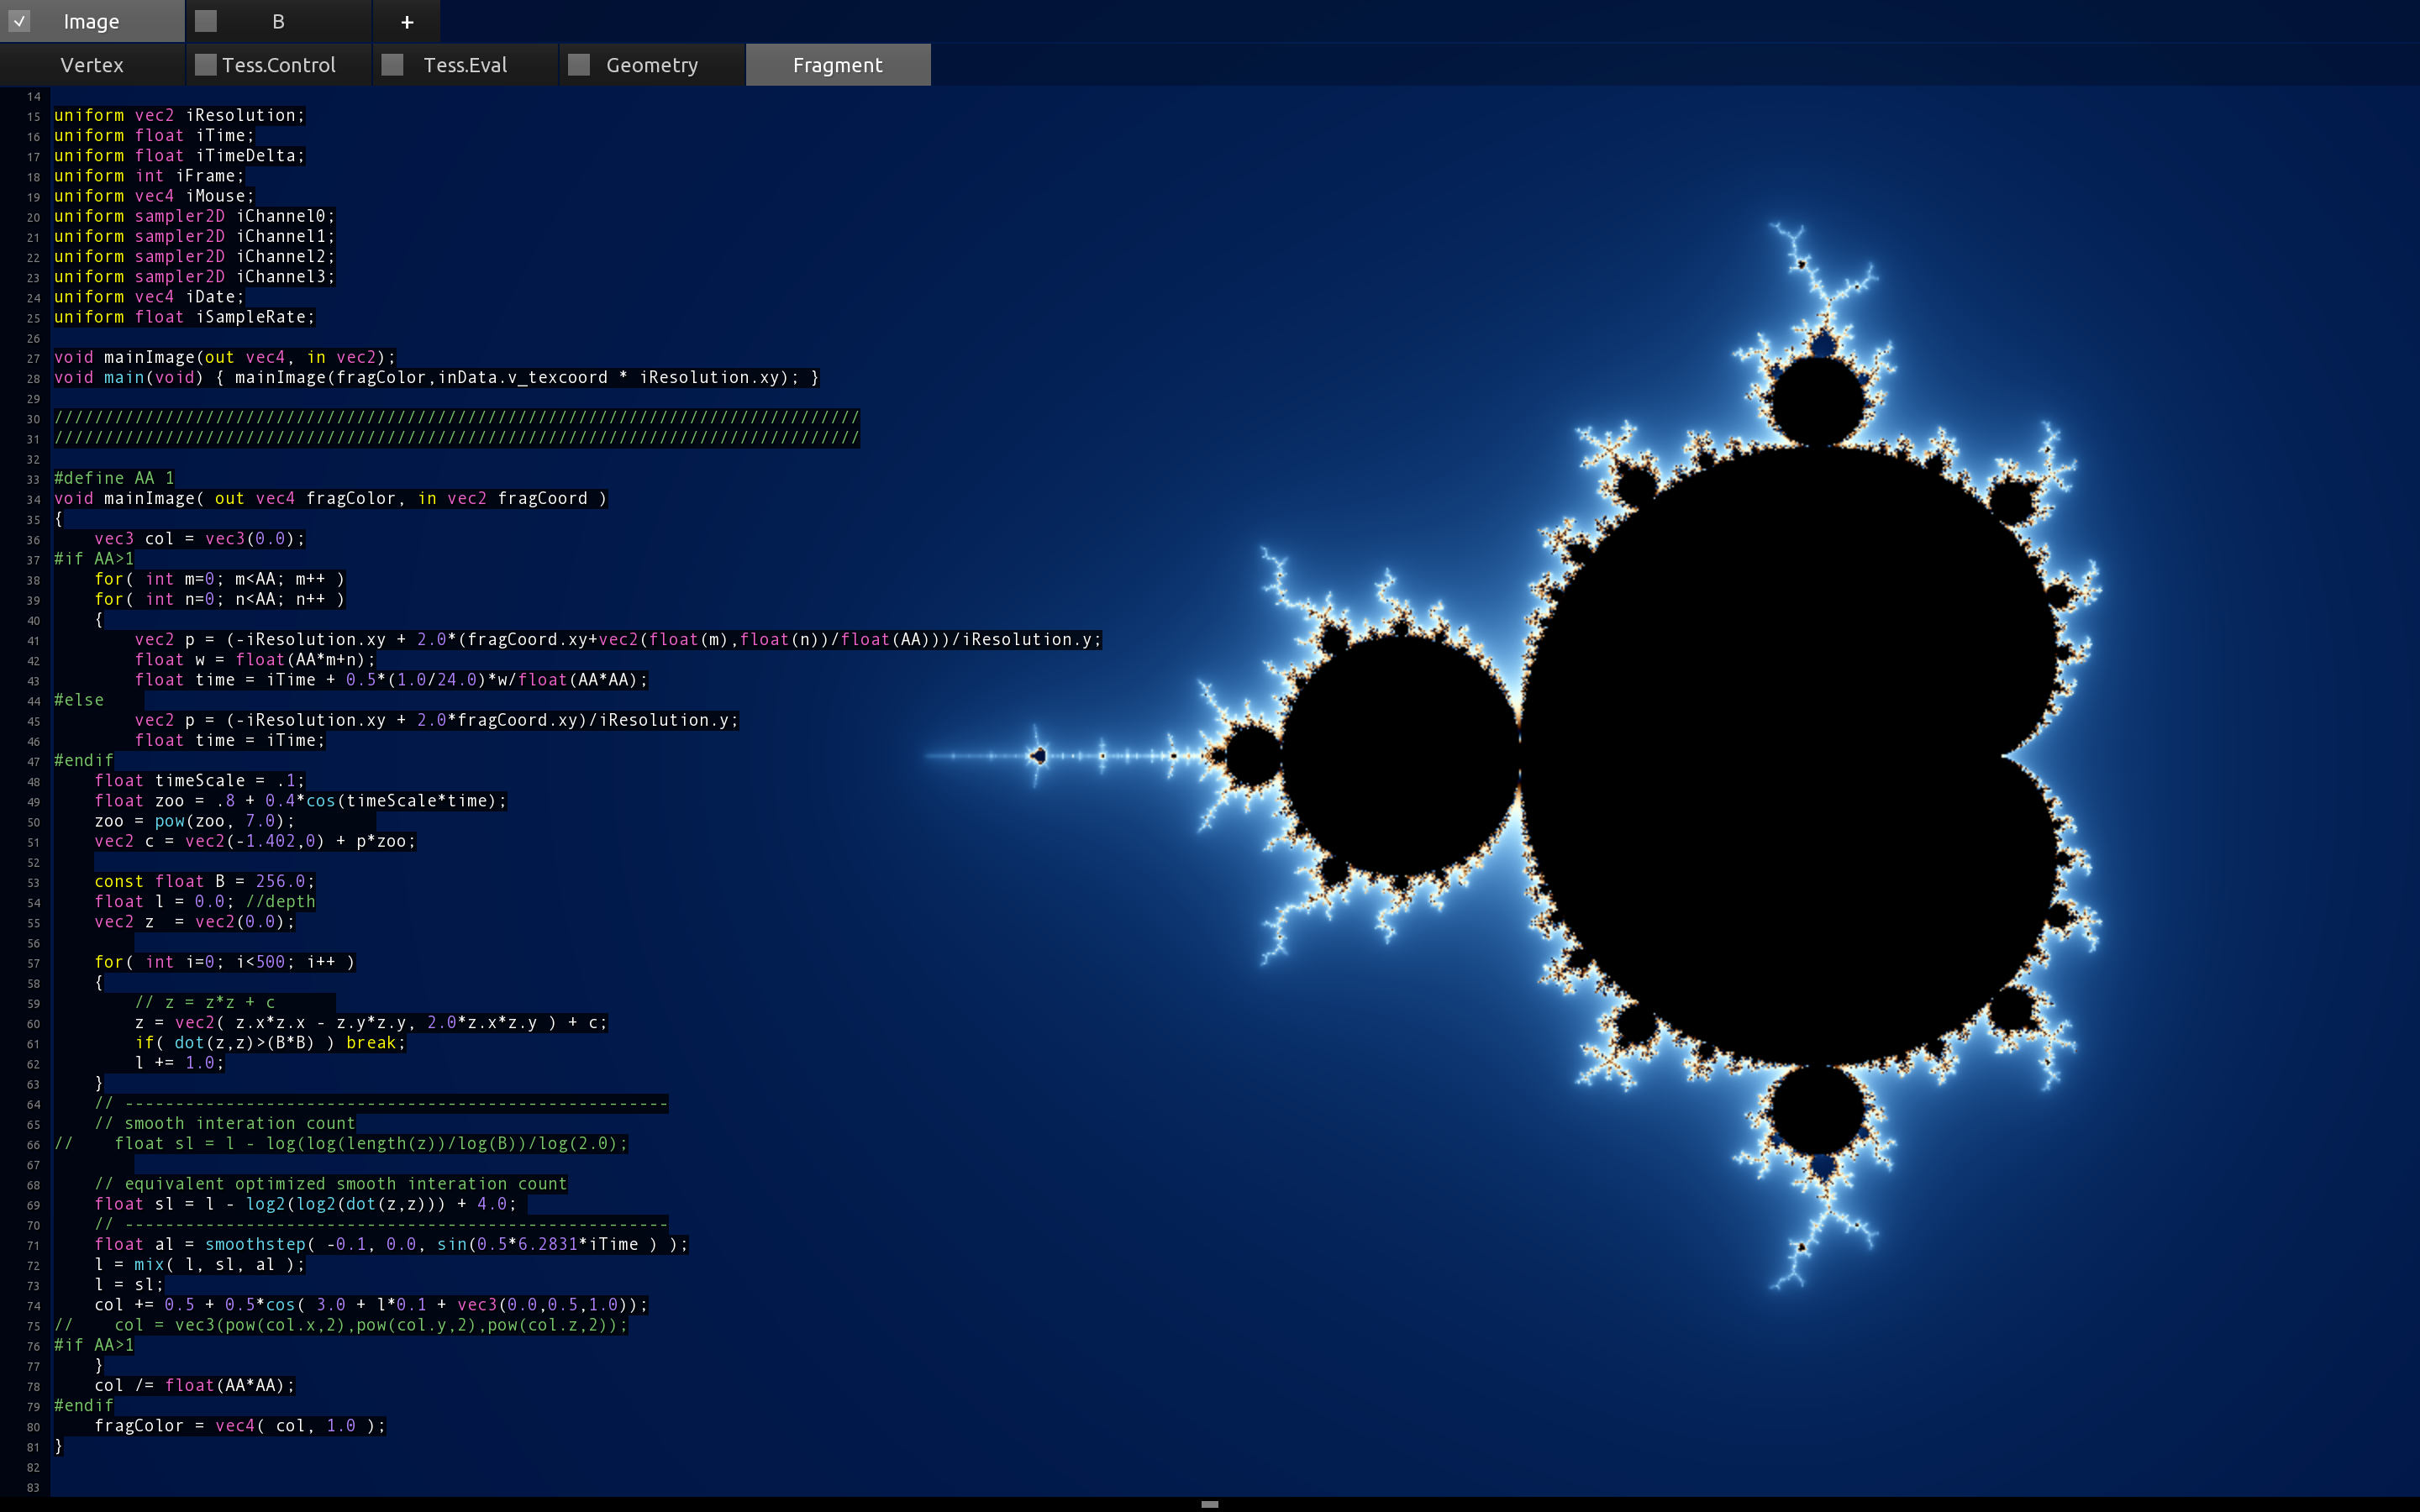 Image B +
Vertex Tess.Control Tess.Eval Geometry Fragment
14
15 uniform vec2 iResolution;
16 uniform float iTime;
17 uniform float iTimeDelta;
18 uniform int iFrame;
19 uniform vec4 iMouse;
20 uniform sampler2D iChannel0;
21 uniform sampler2D iChannel1;
22 uniform sampler2D iChannel2;
23 uniform sampler2D iChannel3;
24 uniform vec4 iDate;
25 uniform float iSampleRate;
26
27 void mainImage(out vec4, in vec2);
28 void main(void) { mainImage(fragColor,inData.v_texcoord * iResolution.xy); }
29
30 ////////////////////////////////////////////////////////////////////////////////
31 ////////////////////////////////////////////////////////////////////////////////
32
33 #define AA 1
34 void mainImage( out vec4 fragColor, in vec2 fragCoord )
35 {
36     vec3 col = vec3(0.0);
37 #if AA>1
38     for( int m=0; m<AA; m++ )
39     for( int n=0; n<AA; n++ )
40     {
41         vec2 p = (-iResolution.xy + 2.0*(fragCoord.xy+vec2(float(m),float(n))/float(AA)))/iResolution.y;
42         float w = float(AA*m+n);
43         float time = iTime + 0.5*(1.0/24.0)*w/float(AA*AA);
44 #else
45         vec2 p = (-iResolution.xy + 2.0*fragCoord.xy)/iResolution.y;
46         float time = iTime;
47 #endif
48     float timeScale = .1;
49     float zoo = .8 + 0.4*cos(timeScale*time);
50     zoo = pow(zoo, 7.0);
51     vec2 c = vec2(-1.402,0) + p*zoo;
52
53     const float B = 256.0;
54     float l = 0.0; //depth
55     vec2 z  = vec2(0.0);
56
57     for( int i=0; i<500; i++ )
58     {
59         // z = z*z + c
60         z = vec2( z.x*z.x - z.y*z.y, 2.0*z.x*z.y ) + c;
61         if( dot(z,z)>(B*B) ) break;
62         l += 1.0;
63     }
64     // ------------------------------------------------------
65     // smooth interation count
66 //    float sl = l - log(log(length(z))/log(B))/log(2.0);
67
68     // equivalent optimized smooth interation count
69     float sl = l - log2(log2(dot(z,z))) + 4.0;
70     // ------------------------------------------------------
71     float al = smoothstep( -0.1, 0.0, sin(0.5*6.2831*iTime ) );
72     l = mix( l, sl, al );
73     l = sl;
74     col += 0.5 + 0.5*cos( 3.0 + l*0.1 + vec3(0.0,0.5,1.0));
75 //    col = vec3(pow(col.x,2),pow(col.y,2),pow(col.z,2));
76 #if AA>1
77     }
78     col /= float(AA*AA);
79 #endif
80     fragColor = vec4( col, 1.0 );
81 }
82
83